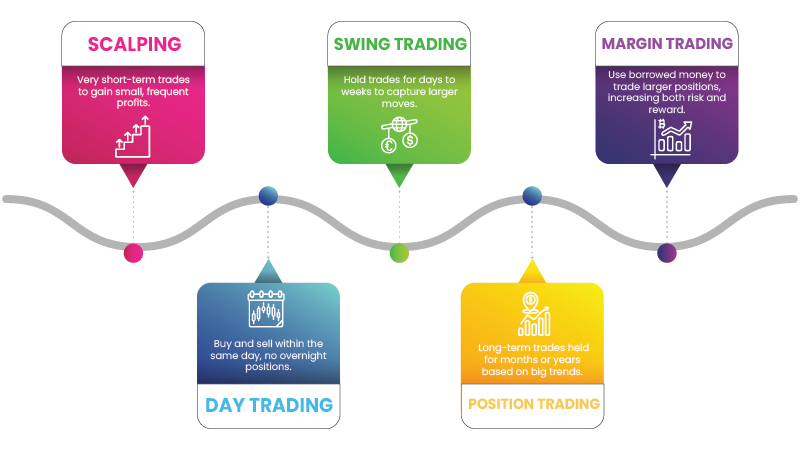 SCALPING
Very short-term trades
to gain small, frequent
profits.
DAY TRADING
Buy and sell within the
same day, no overnight
positions.
SWING TRADING
Hold trades for days to
weeks to capture larger
moves.
POSITION TRADING
Long-term trades held
for months or years
based on big trends.
MARGIN TRADING
Use borrowed money to
trade larger positions,
increasing both risk and
reward.